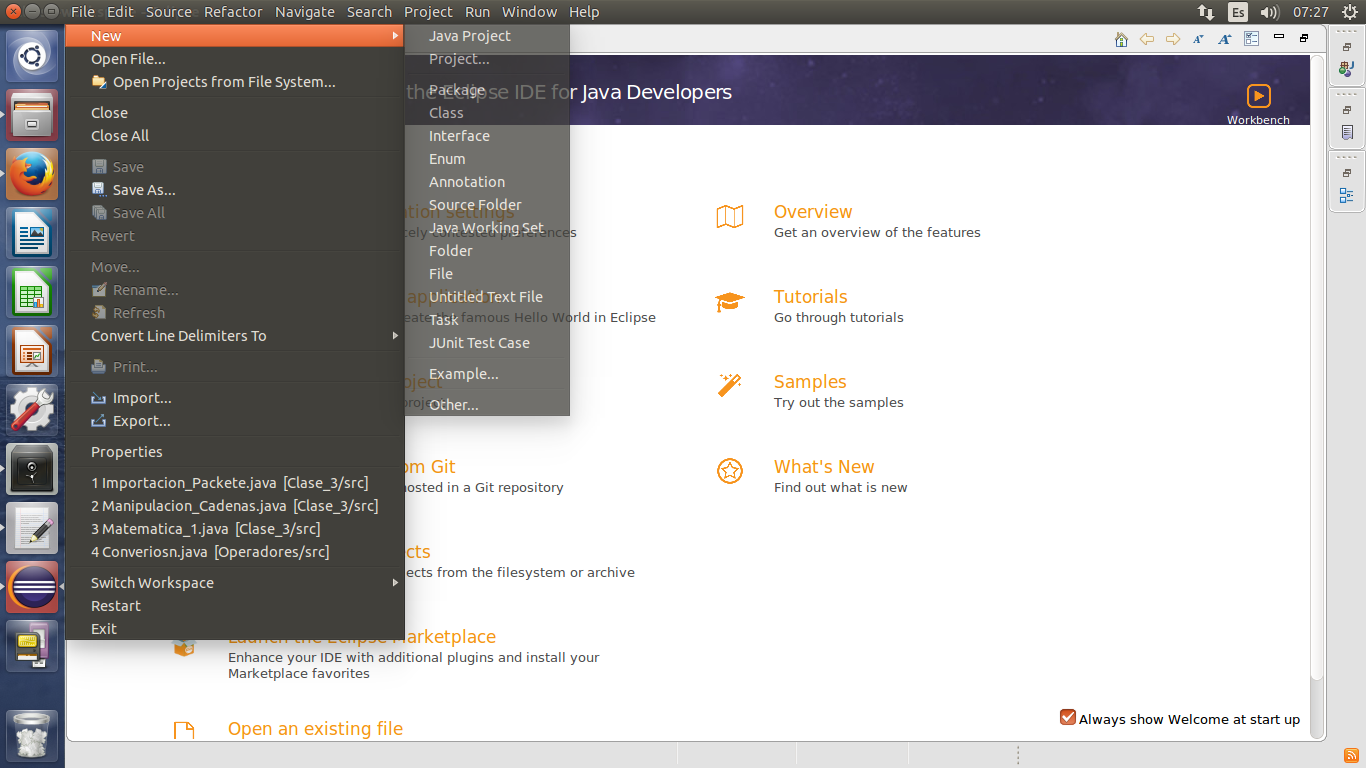 File Edit Source Refactor Navigate Search Project Run Window Help
Es 07:27
New
Open File...
Open Projects from File System...
Close
Close All
Save
Save As...
Save All
Revert
Move...
Rename...
Refresh
Convert Line Delimiters To
Print...
Import...
Export...
Properties
1 Importacion_Packete.java [Clase_3/src]
2 Manipulacion_Cadenas.java [Clase_3/src]
3 Matematica_1.java [Clase_3/src]
4 Converiosn.java [Operadores/src]
Switch Workspace
Restart
Exit
Java Project
Project...
Package
Class
Interface
Enum
Annotation
Source Folder
Java Working Set
Folder
File
Untitled Text File
Task
JUnit Test Case
Example...
Other...
the Eclipse IDE for Java Developers
Workbench
settings
preferences
the famous Hello World in Eclipse
Git
hosted in a Git repository
from the filesystem or archive
Launch the Eclipse Marketplace
Enhance your IDE with additional plugins and install your
Marketplace favorites
Open an existing file
Overview
Get an overview of the features
Tutorials
Go through tutorials
Samples
Try out the samples
What's New
Find out what is new
Always show Welcome at start up